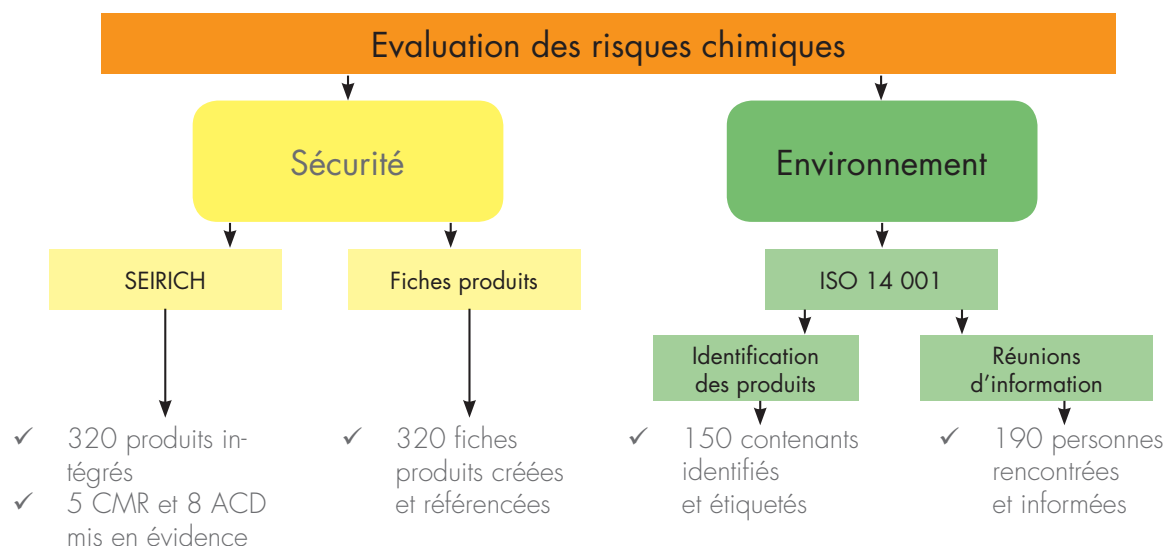 Evaluation des risques chimiques
Sécurité
Environnement
SEIRICH
Fiches produits
ISO 14 001
Identification
des produits
Réunions
d'information
✓ 320 produits in-
tégrés
✓ 5 CMR et 8 ACD
mis en évidence
✓ 320 fiches
produits créées
et référencées
✓ 150 contenants
identifiés
et étiquetés
✓ 190 personnes
rencontrées
et informées